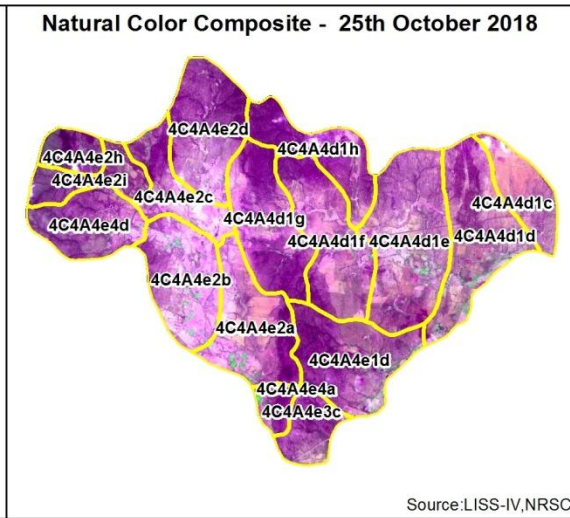 Natural Color Composite - 25th October 2018
4C4A4e2d
4C4A4d1h
4C4A4e2h
4C4A4e2i
4C4A4e2c
4C4A4d1c
4C4A4e4d
4C4A4d1g
4C4A4d1f
4C4A4d1e
4C4A4d1d
4C4A4e2b
4C4A4e2a
4C4A4e1d
4C4A4e4a
4C4A4e3c
Source:LISS-IV,NRSC